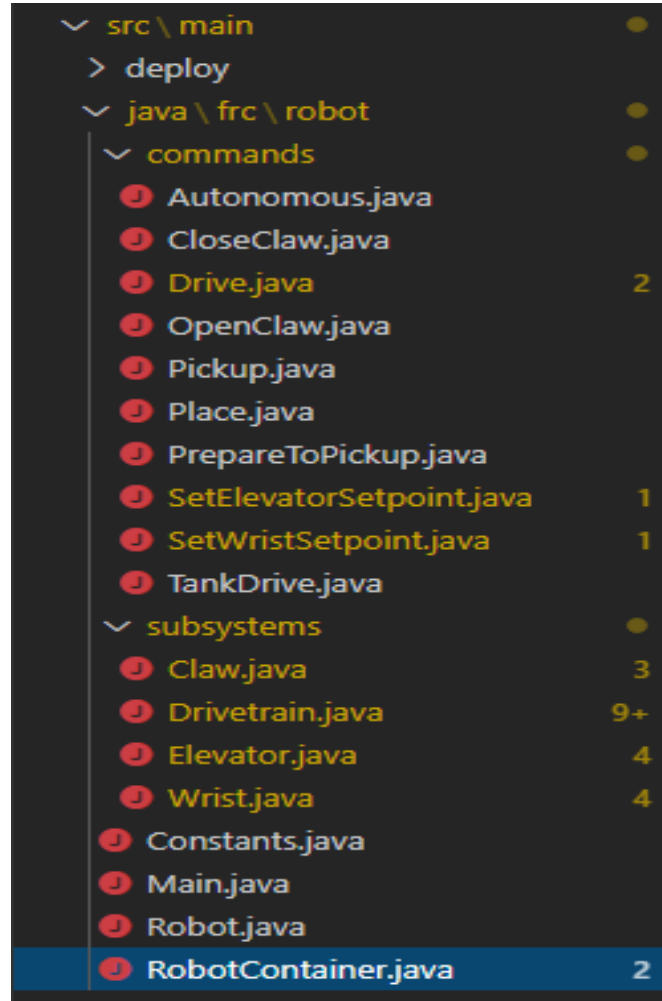 src \ main
deploy
java \ frc \ robot
commands
J Autonomous.java
J CloseClaw.java
J Drive.java 2
J OpenClaw.java
J Pickup.java
J Place.java
J PrepareToPickup.java
J SetElevatorSetpoint.java 1
J SetWristSetpoint.java 1
J TankDrive.java
subsystems
J Claw.java 3
J Drivetrain.java 9+
J Elevator.java 4
J Wrist.java 4
J Constants.java
J Main.java
J Robot.java
J RobotContainer.java 2